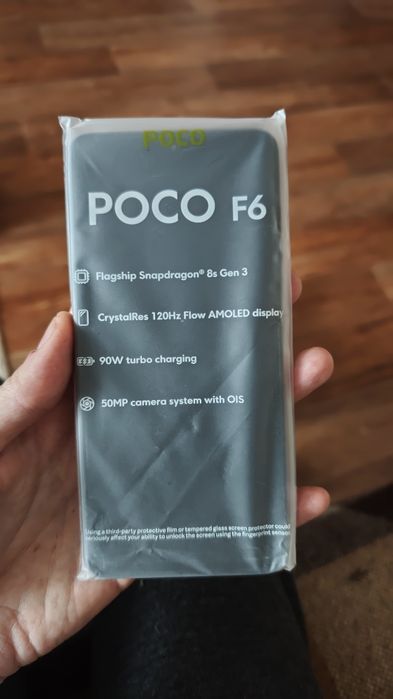 POCO
POCO F6
Flagship Snapdragon® 8s Gen 3
CrystalRes 120Hz Flow AMOLED display
90W turbo charging
50MP camera system with OIS
Using a third-party protective film or tempered glass screen protector could
seriously affect your ability to unlock the screen using the fingerprint sensor.